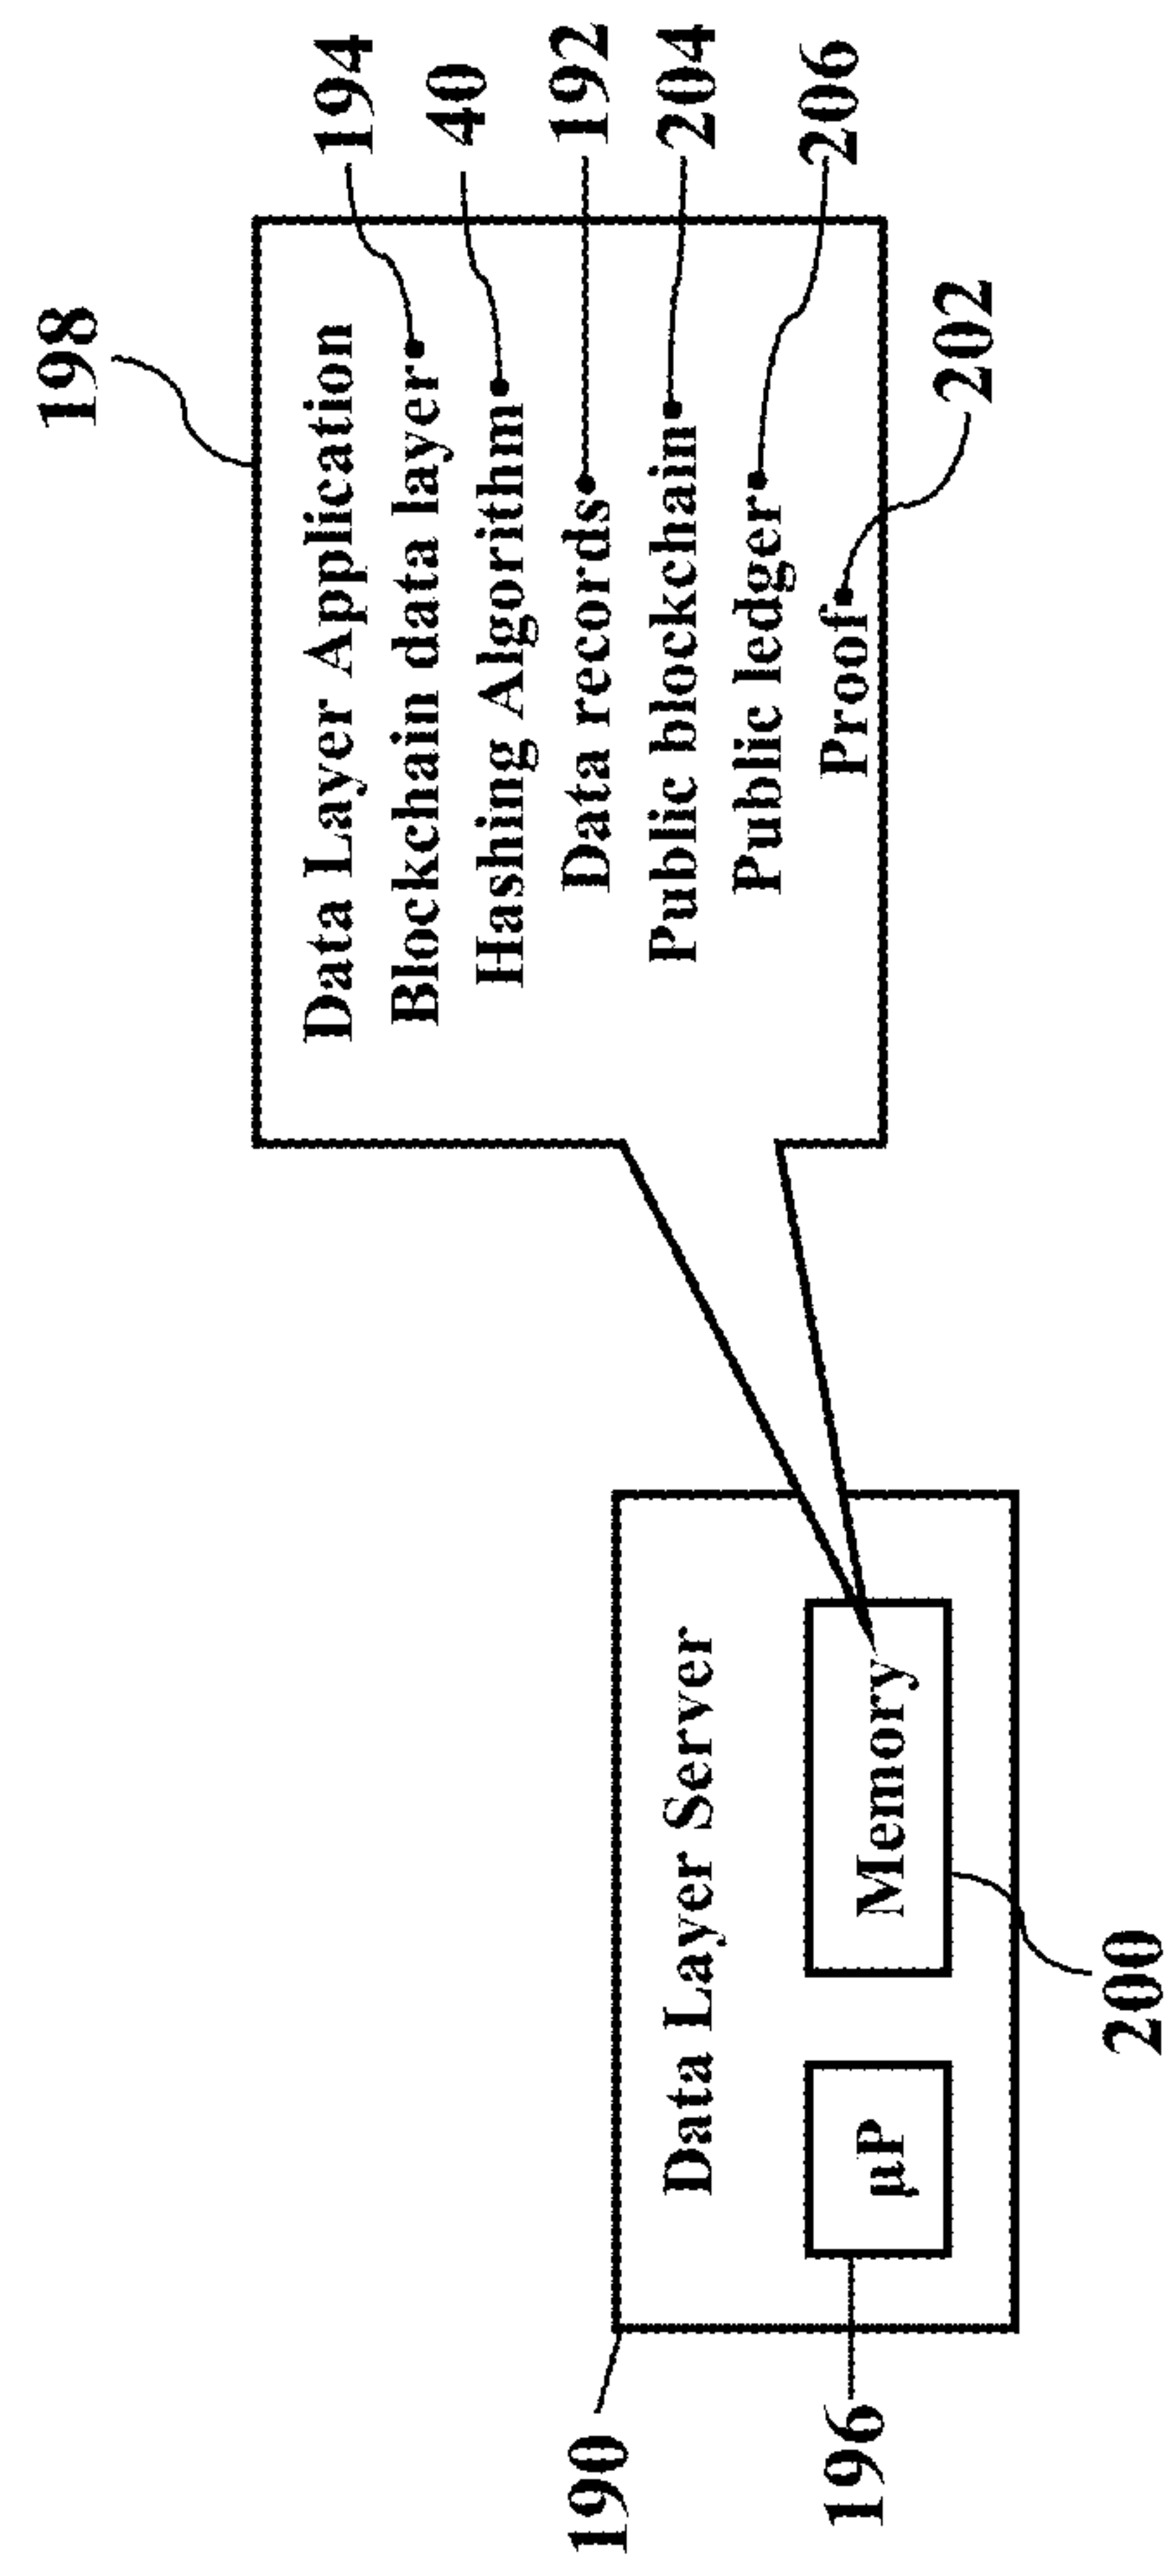 198
Data Layer Application
Blockchain data layer 194
Hashing Algorithm 40
Data records 192
Public blockchain 204
Public ledger 206
Proof 202
190
Data Layer Server
196
µP
Memory
200